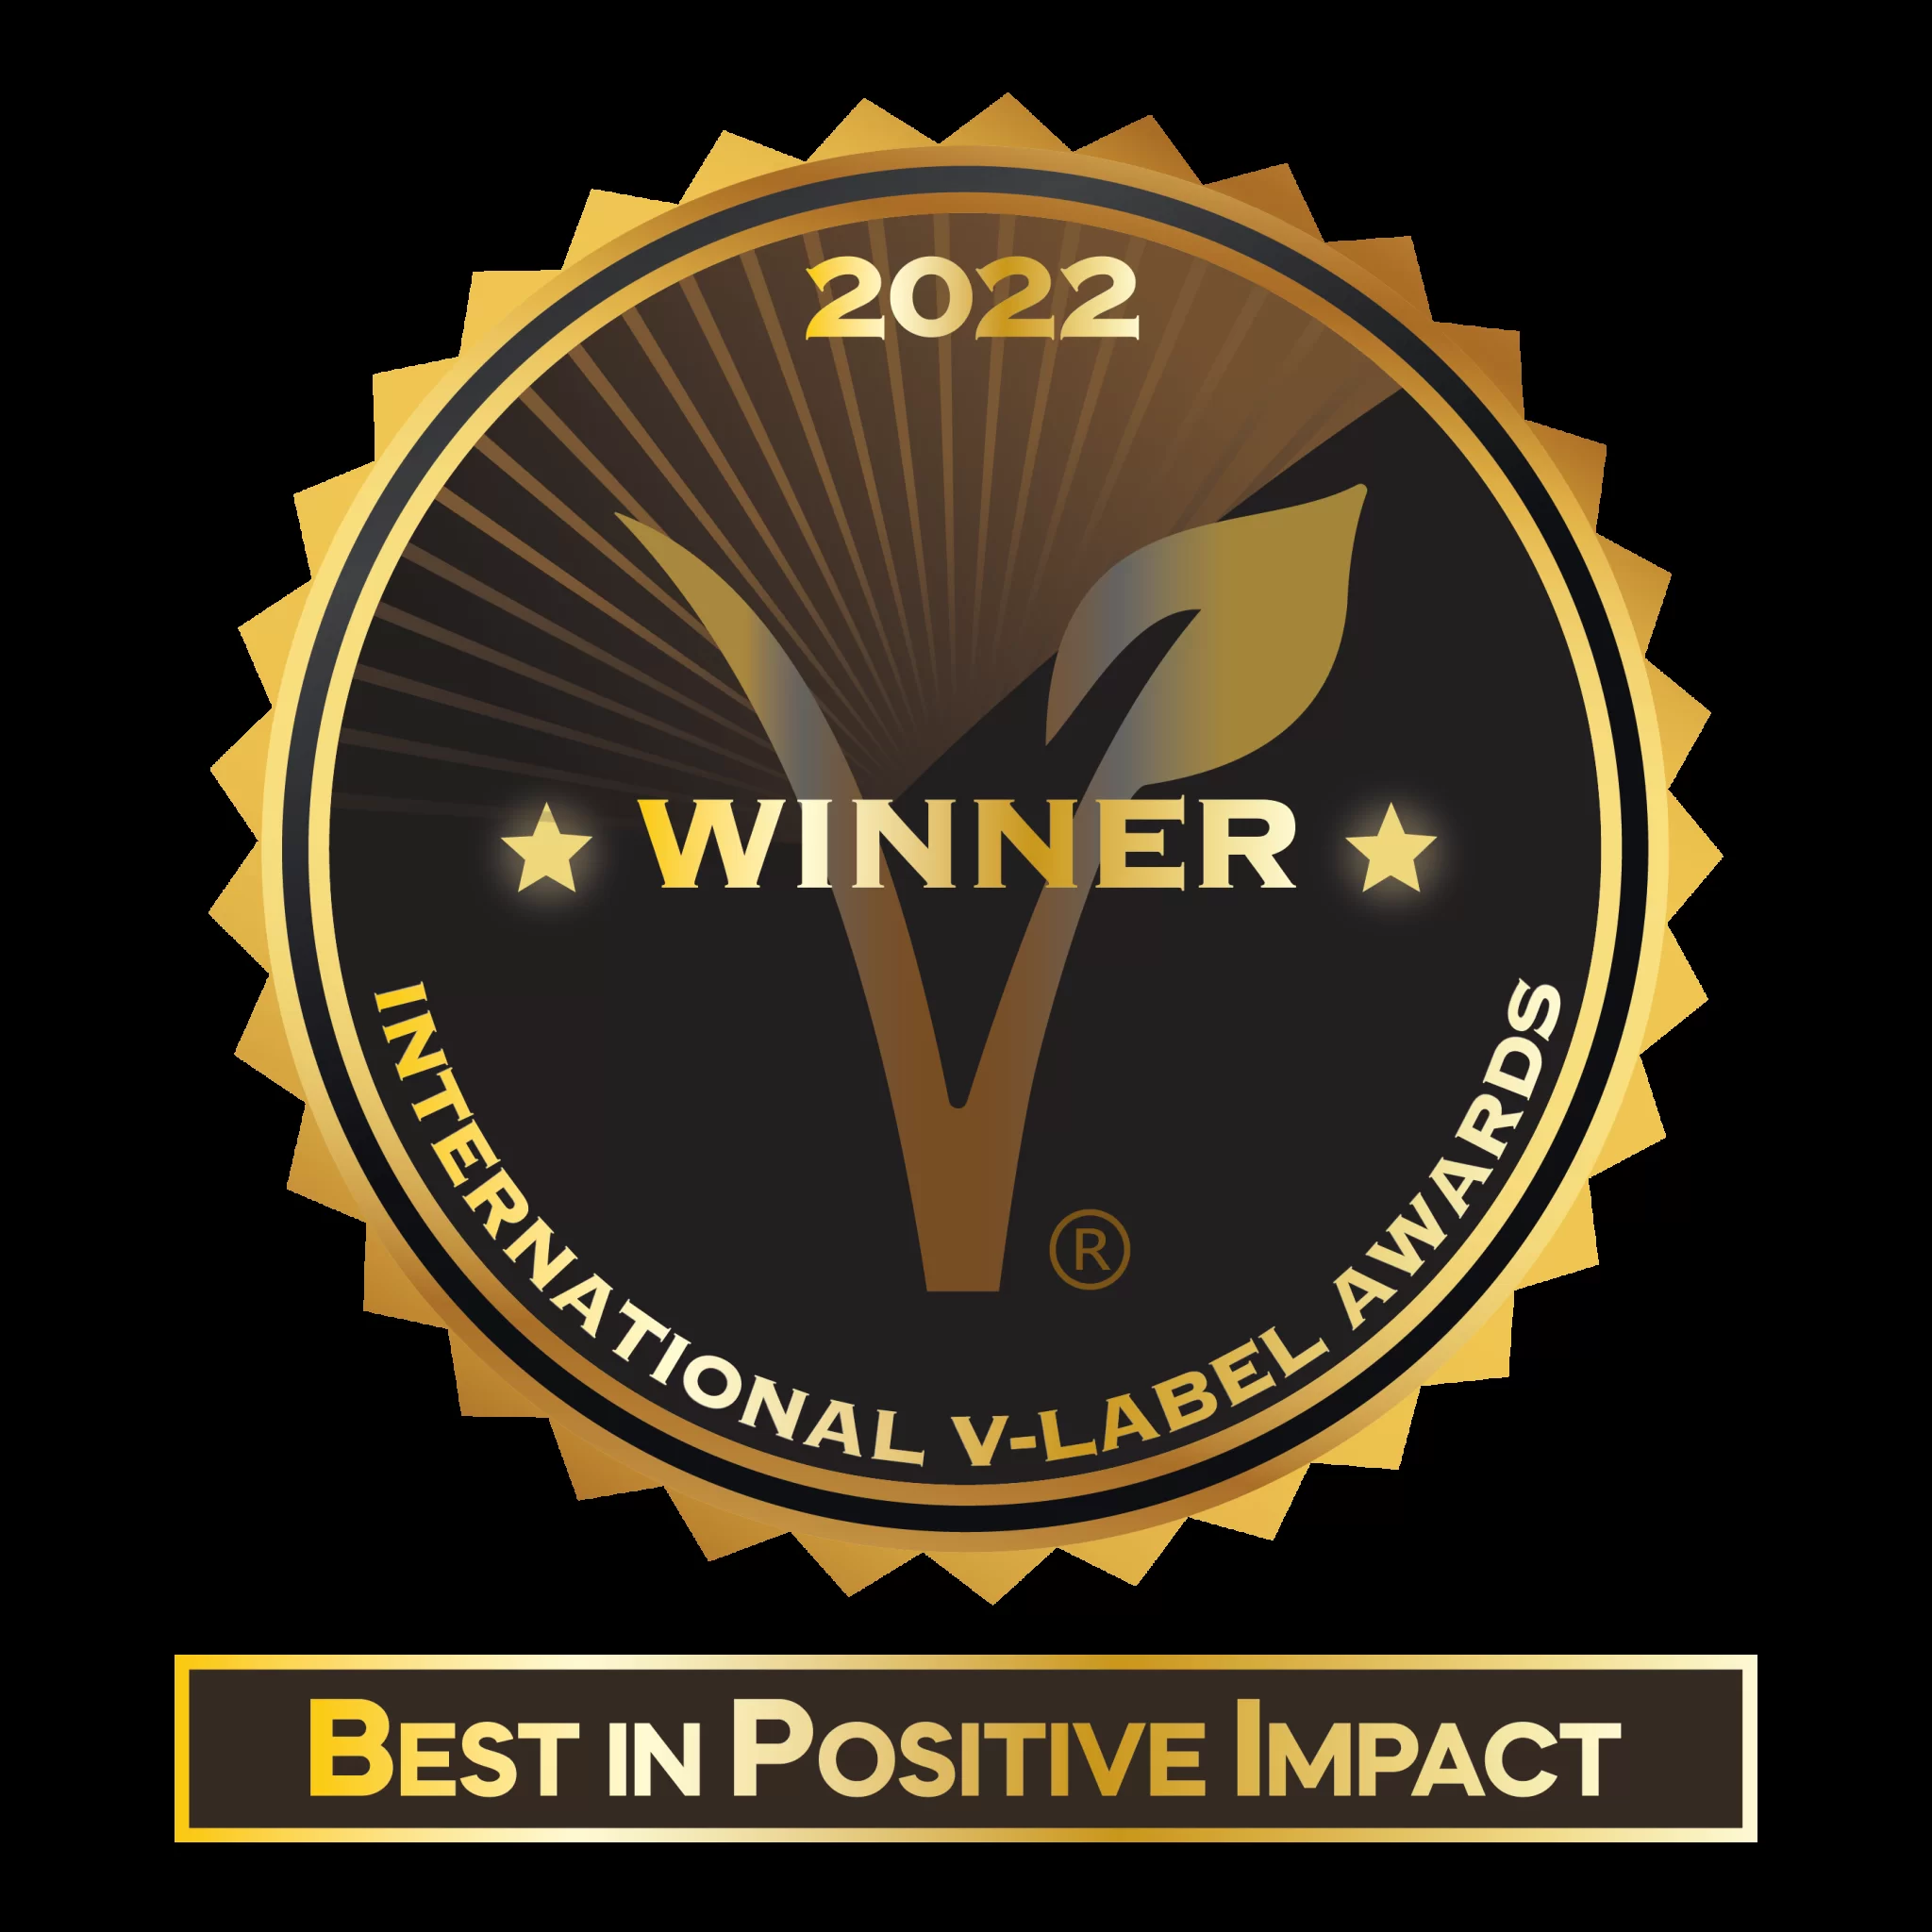 2022
WINNER
®
INTERNATIONAL V-LABEL AWARDS
BEST IN POSITIVE IMPACT